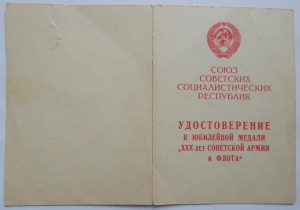 СОЮЗ
СОВЕТСКИХ
СОЦИАЛИСТИЧЕСКИХ
РЕСПУБЛИК
УДОСТОВЕРЕНИЕ
К ЮБИЛЕЙНОЙ МЕДАЛИ
„XXX лет СОВЕТСКОЙ АРМИИ
и ФЛОТА“